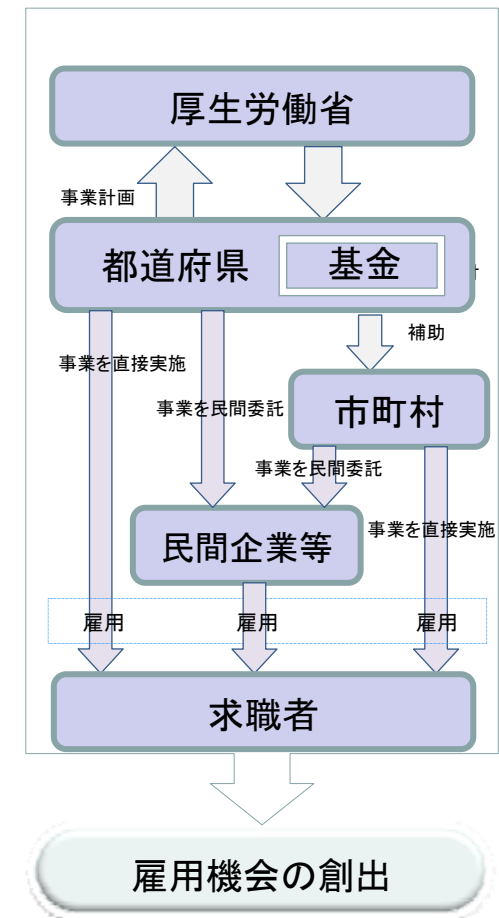 厚生労働省
事業計画
都道府県
基金
補助
事業を直接実施
事業を民間委託
市町村
事業を民間委託
事業を直接実施
民間企業等
雇用
雇用
雇用
求職者
雇用機会の創出